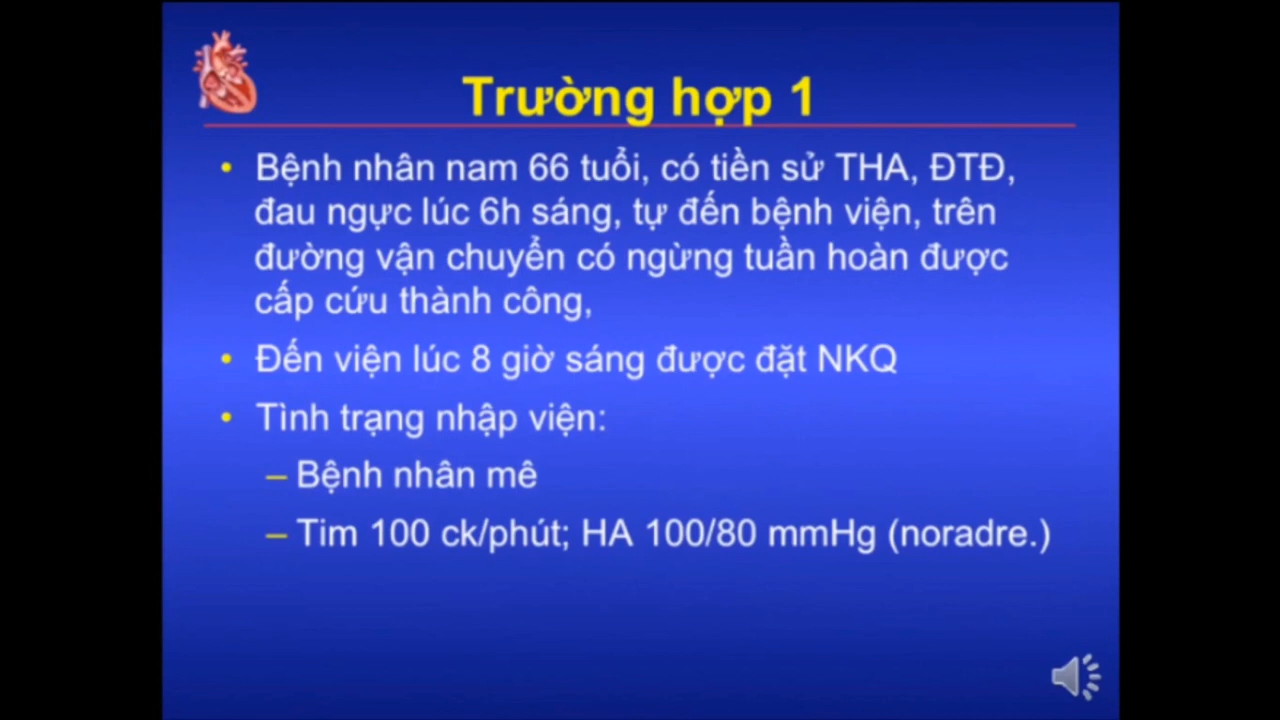 Trường hợp 1
• Bệnh nhân nam 66 tuổi, có tiền sử THA, ĐTĐ,
đau ngực lúc 6h sáng, tự đến bệnh viện, trên
đường vận chuyển có ngừng tuần hoàn được
cấp cứu thành công,
• Đến viện lúc 8 giờ sáng được đặt NKQ
• Tình trạng nhập viện:
– Bệnh nhân mê
– Tim 100 ck/phút; HA 100/80 mmHg (noradre.)